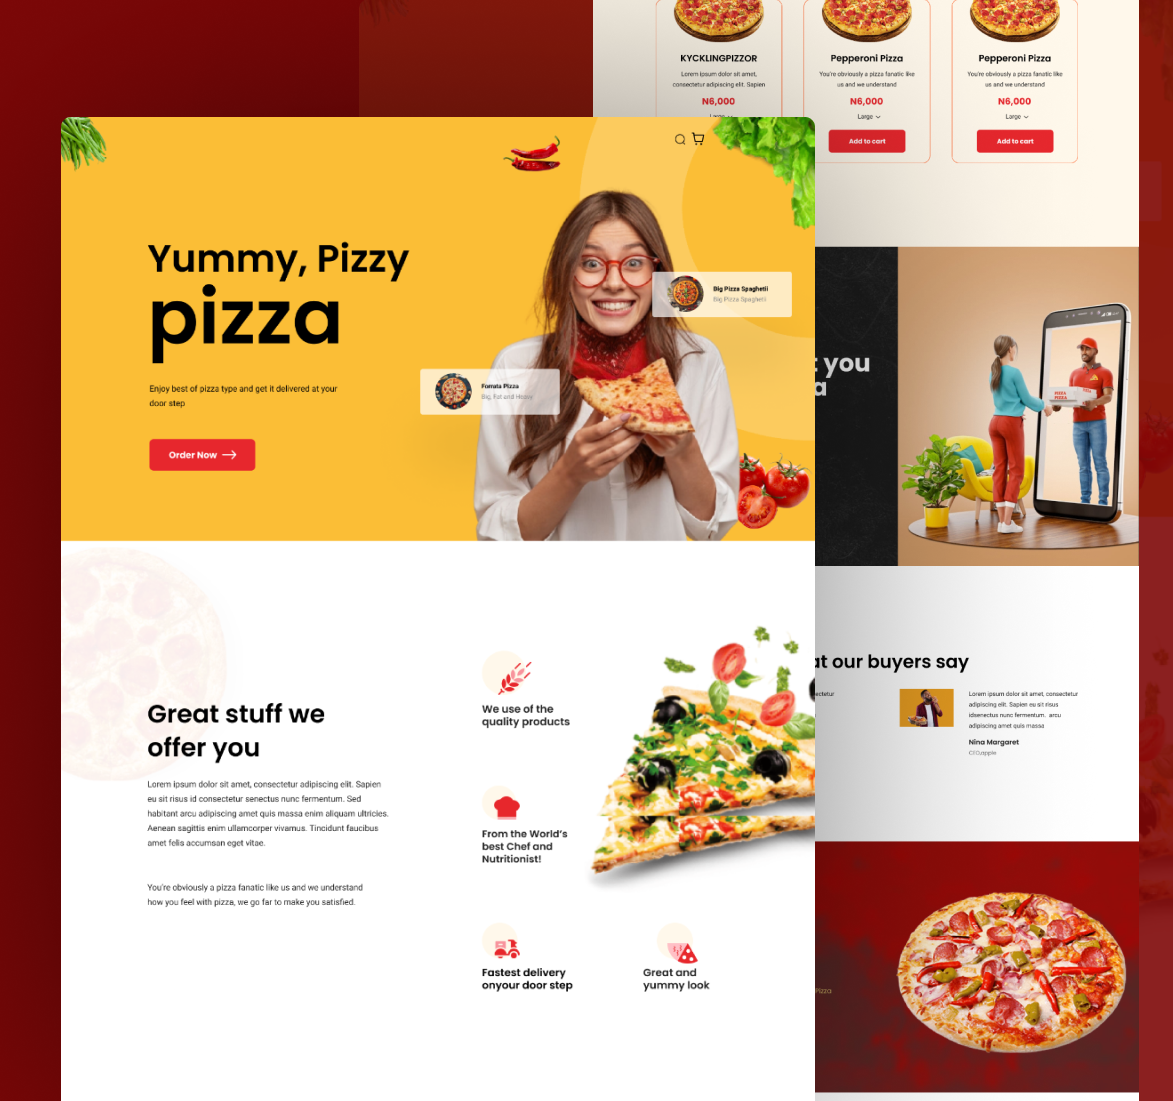 KYCKLINGPIZZOR
Lorem ipsum dolor sit amet,
consectetur adipiscing elit. Sapien
N6,000
Large
Pepperoni Pizza
You're obviously a pizza fanatic like
us and we understand
N6,000
Large
Add to cart
Pepperoni Pizza
You're obviously a pizza fanatic like
us and we understand
N6,000
Large
Add to cart
Yummy, Pizzy
pizza
Enjoy best of pizza type and get it delivered at your
door step
Order Now
Big Pizza Spaghetii
Big Pizza Spagheti
Fomata Pizza
Big, Fat and
t you
a
PIZZA
PIZZA
Great stuff we
offer you
Lorem ipsum dolor sit amet, consectetur adipiscing elit. Sapien
eu sit risus id consectetur senectus nunc fermentum. Sed
habitant arcu adipiscing amet quis massa enim aliquam ultricies.
Aenean sagittis enim ullamcorper vivamus. Tincidunt faucibus
amet felis accumsan eget vitae.
You're obviously a pizza fanatic like us and we understand
how you feel with pizza, we go far to make you satisfied.
We use of the
quality products
From the World's
best Chef and
Nutritionist!
Fastest delivery
onyour door step
Great and
yummy look
at our buyers say
ectetur
Lorem ipsum dolor sit amet, consectetur
adipiscing elit. Sapien eu sit risus
idsenectus nunc fermentum. arcu
adipiscing amet quis massa
Nina Margaret
CIO,apple
Pizza